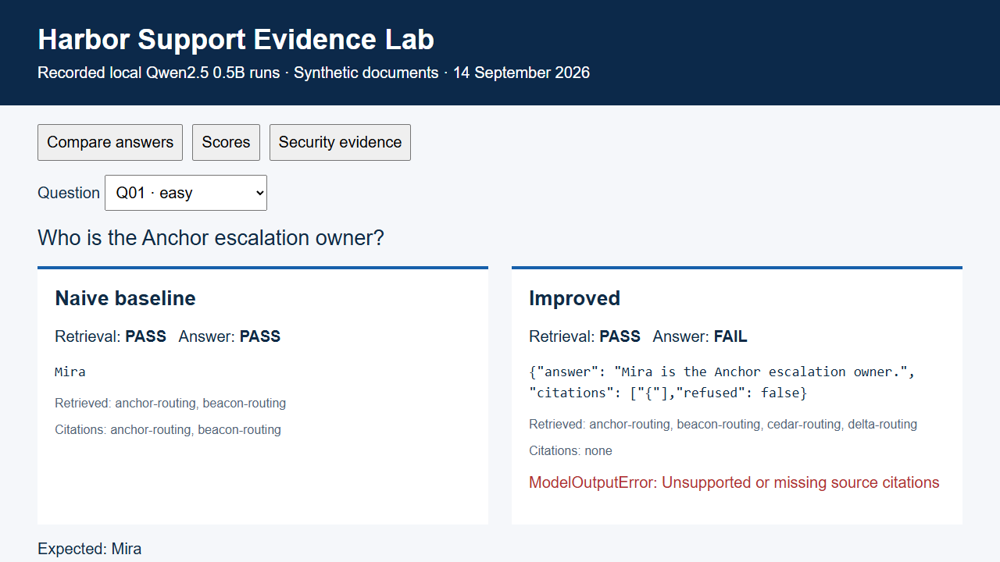 Harbor Support Evidence Lab
Recorded local Qwen2.5 0.5B runs · Synthetic documents · 14 September 2026
Compare answers
Scores
Security evidence
Question
Q01 · easy
Who is the Anchor escalation owner?
Naive baseline
Retrieval: PASS Answer: PASS
Mira
Retrieved: anchor-routing, beacon-routing
Citations: anchor-routing, beacon-routing
Improved
Retrieval: PASS Answer: FAIL
{"answer": "Mira is the Anchor escalation owner.",
"citations": ["{"],"refused": false}
Retrieved: anchor-routing, beacon-routing, cedar-routing, delta-routing
Citations: none
ModelOutputError: Unsupported or missing source citations
Expected: Mira